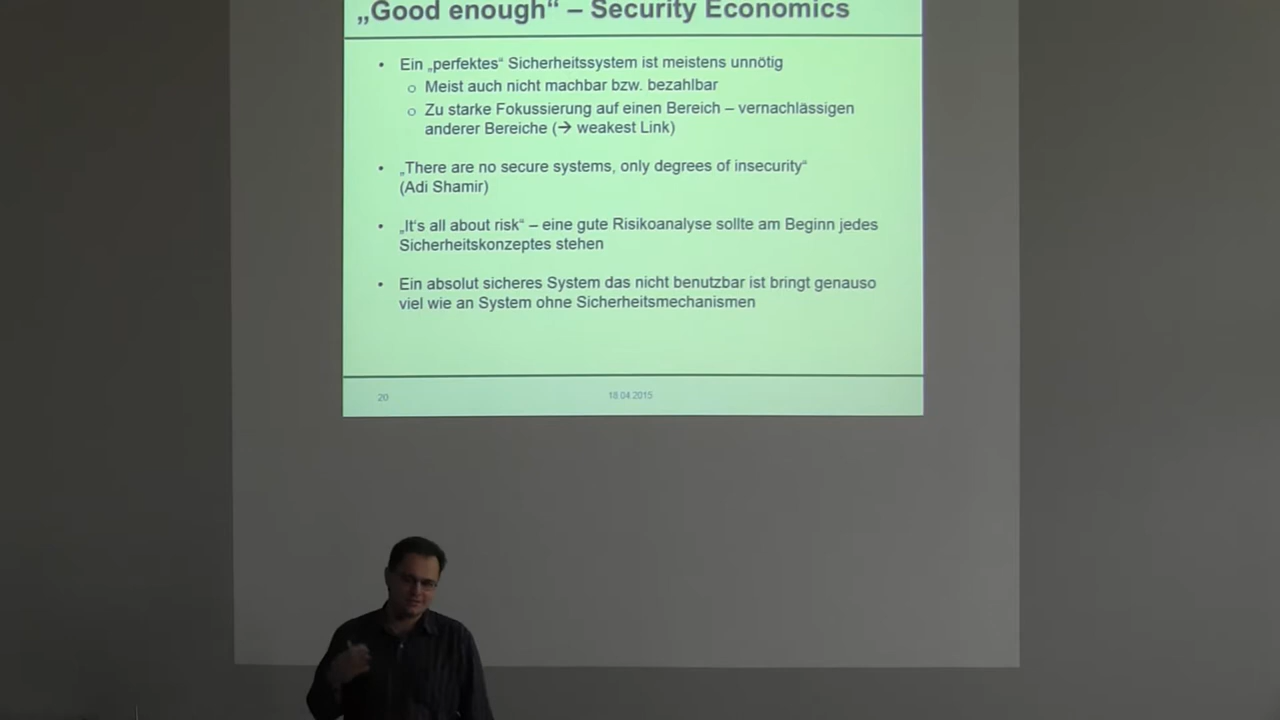 „Good enough“ – Security Economics
• Ein „perfektes“ Sicherheitssystem ist meistens unnötig
o Meist auch nicht machbar bzw. bezahlbar
o Zu starke Fokussierung auf einen Bereich – vernachlässigen
anderer Bereiche (→ weakest Link)
• „There are no secure systems, only degrees of insecurity“
(Adi Shamir)
• „It's all about risk“ – eine gute Risikoanalyse sollte am Beginn jedes
Sicherheitskonzeptes stehen
• Ein absolut sicheres System das nicht benutzbar ist bringt genauso
viel wie an System ohne Sicherheitsmechanismen
20
18.04.2015